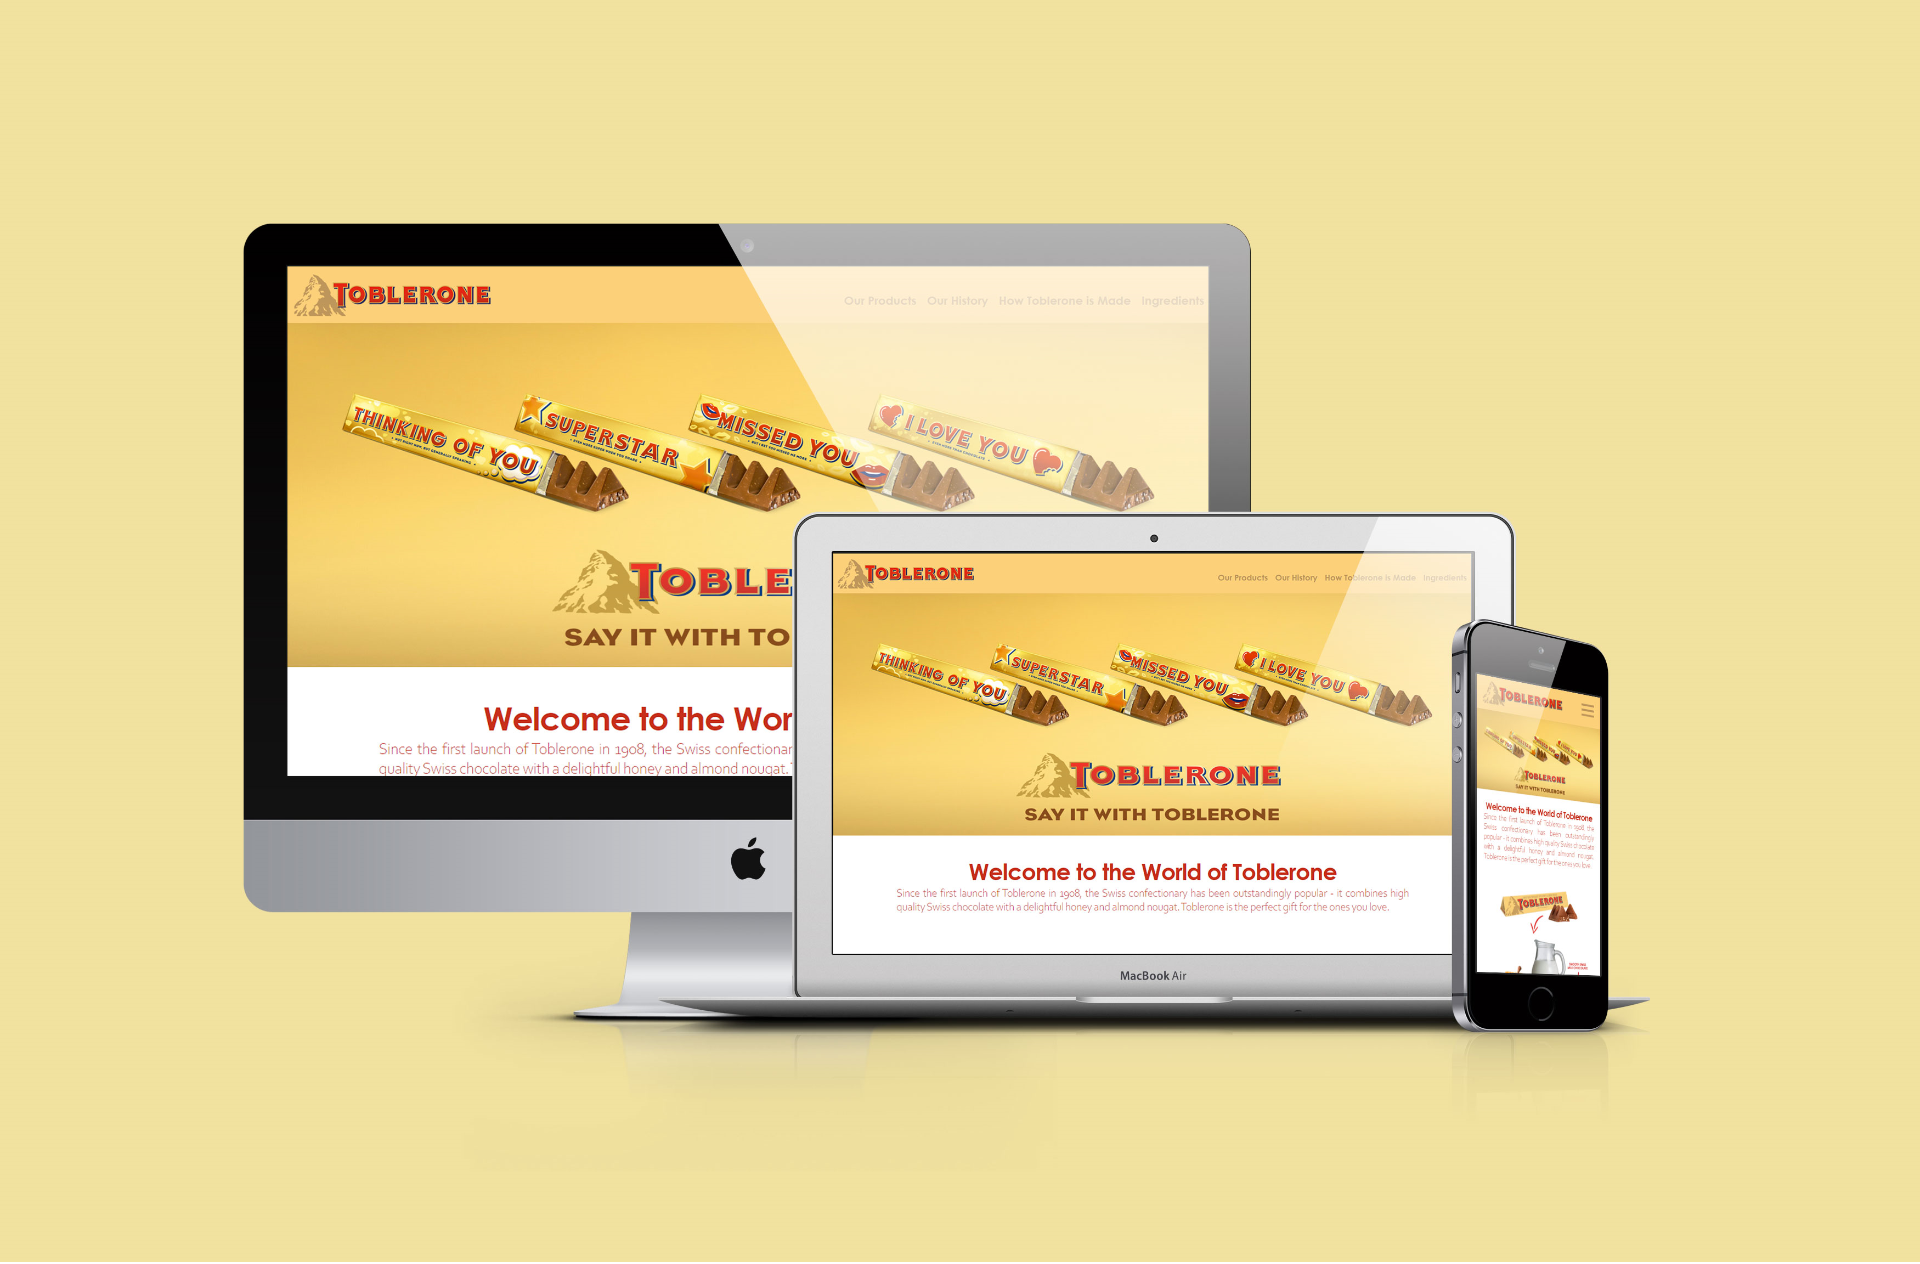 TOBLERONE
Our Products Our History How Toblerone is Made Ingredients
THINKING OF YOU
SUPERSTAR
MISSED YOU
I LOVE YOU
TOBLE
SAY IT WITH TO
Welcome to the Wor
Since the first launch of Toblerone in 1908, the Swiss confectionar
quality Swiss chocolate with a delightful honey and almond nougat.
TOBLERONE
Our Products Our History How Toblerone is Made Ingredients
THINKING OF YOU
SUPERSTAR
MISSED YOU
I LOVE YOU
TOBLERONE
SAY IT WITH TOBLERONE
Welcome to the World of Toblerone
Since the first launch of Toblerone in 1908, the Swiss confectionary has been outstandingly popular - it combines high
quality Swiss chocolate with a delightful honey and almond nougat. Toblerone is the perfect gift for the ones you love.
MacBook Air
TOBLERONE
TOBLERONE
SAY IT WITH TOBLERONE
Welcome to the World of Toblerone
Since the first launch of Toblerone in 1908, the
Swiss confectionary has been outstandingly
popular - it combines high quality Swiss chocolate
with a delightful honey and almond nougat.
Toblerone is the perfect gift for the ones you love.
TOBLERONE